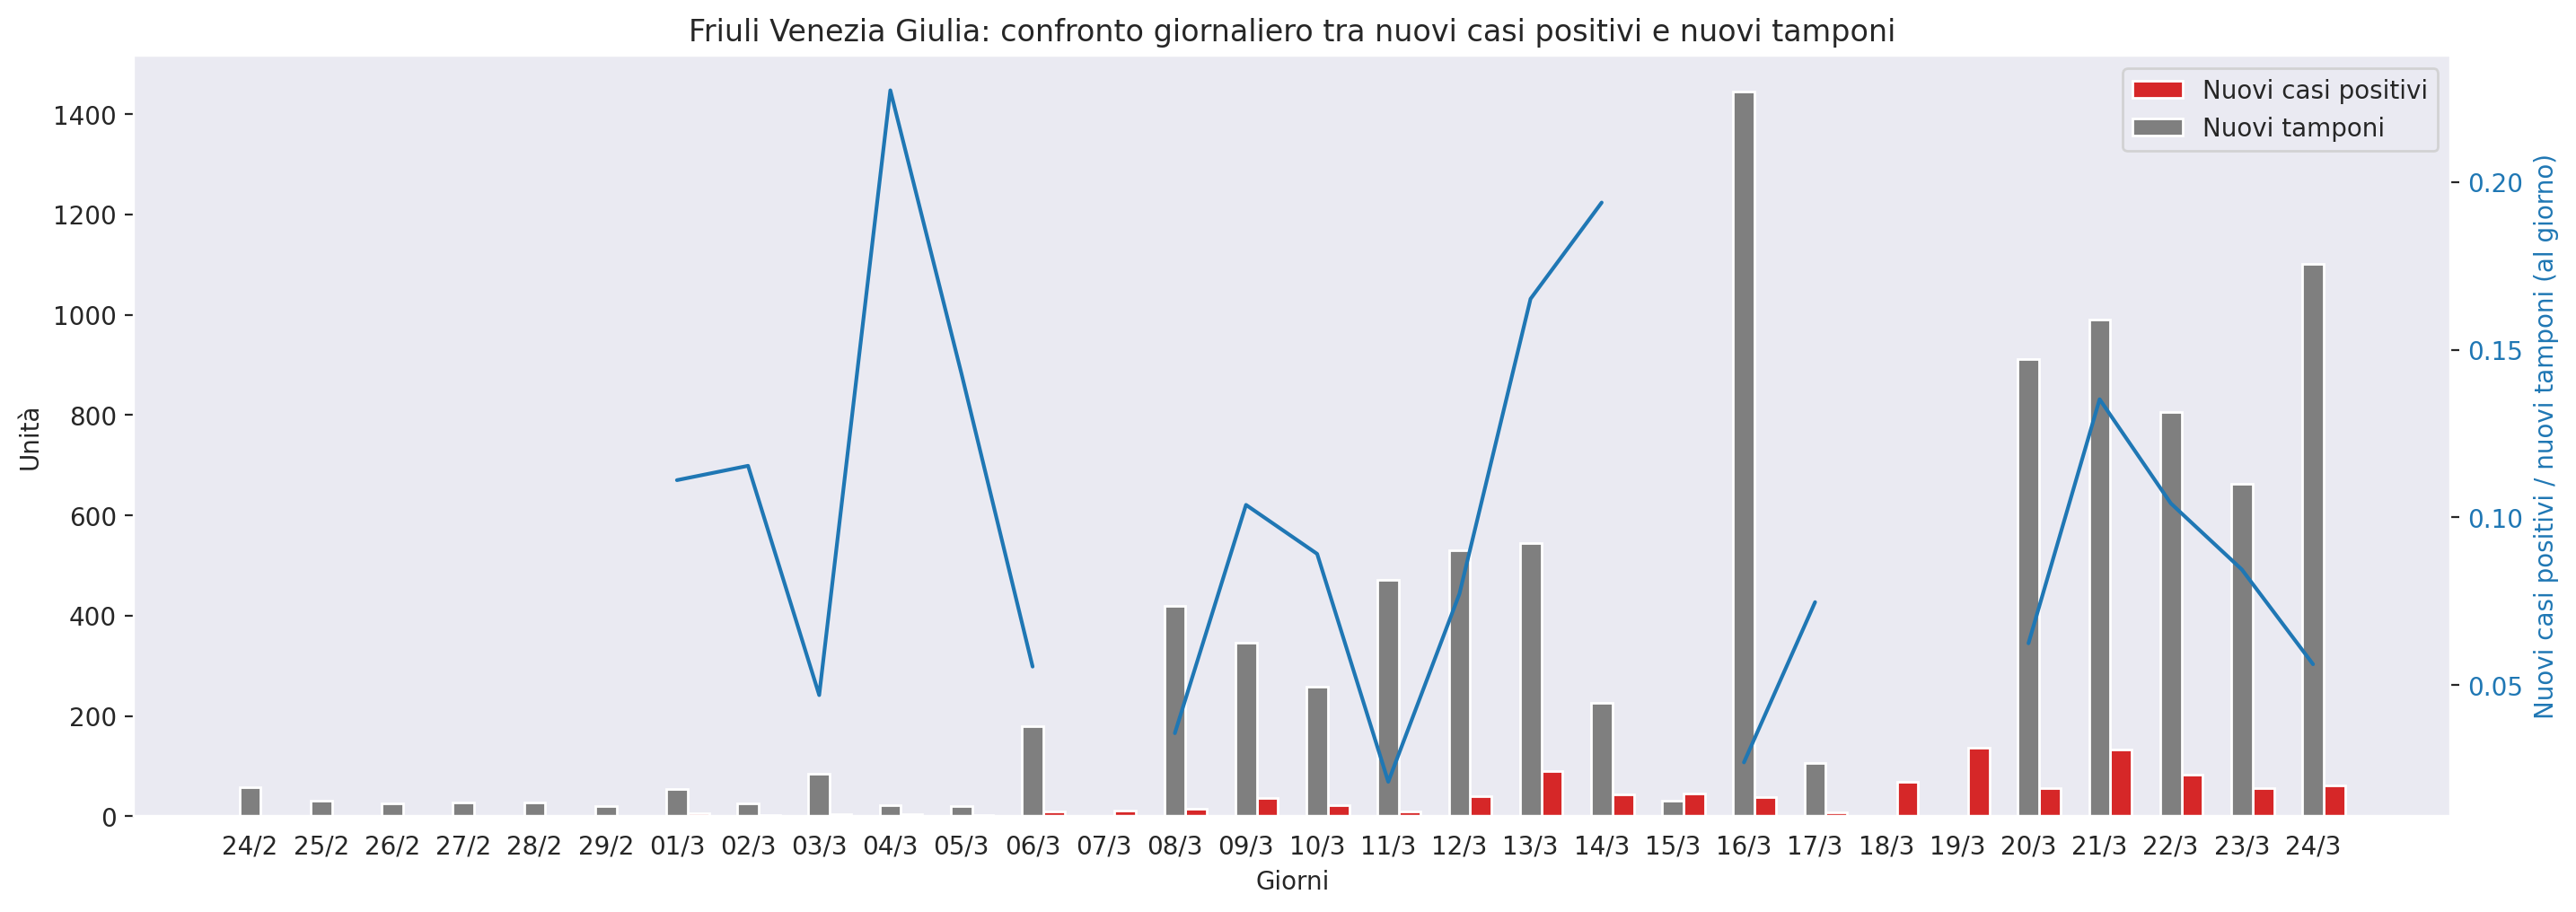 Friuli Venezia Giulia: confronto giornaliero tra nuovi casi positivi e nuovi tamponi
Nuovi casi positivi
Nuovi tamponi
Unità
1400
1200
1000
800
600
400
200
0
0.20
0.15
0.10
0.05
Nuovi casi positivi / nuovi tamponi (al giorno)
24/2 25/2 26/2 27/2 28/2 29/2 01/3 02/3 03/3 04/3 05/3 06/3 07/3 08/3 09/3 10/3 11/3 12/3 13/3 14/3 15/3 16/3 17/3 18/3 19/3 20/3 21/3 22/3 23/3 24/3
Giorni